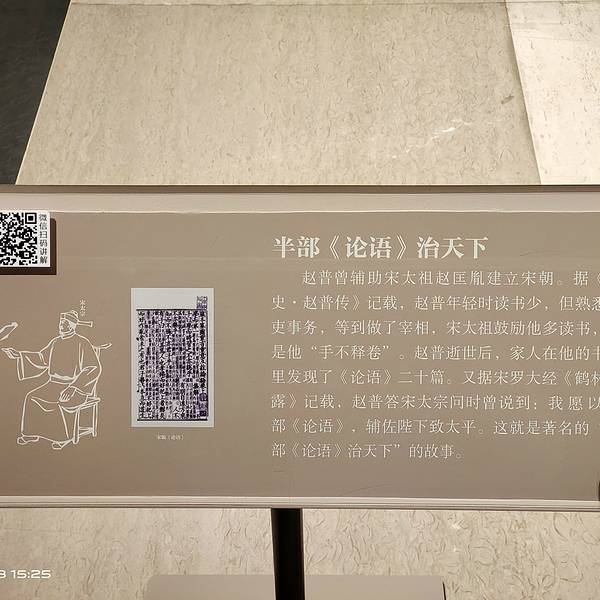 微信扫码讲解
半部《论语》治天下
赵普曾辅助宋太祖赵匡胤建立宋朝。据《
史·赵普传》记载，赵普年轻时读书少，但熟悉
吏事务，等到做了宰相，宋太祖鼓励他多读书，
是他“手不释卷”。赵普逝世后，家人在他的书
里发现了《论语》二十篇。又据宋罗大经《鹤林
露》记载，赵普答宋太宗问时曾说到：我愿以
部《论语》，辅佐陛下致太平。这就是著名的“
部《论语》治天下”的故事。
宋太宗
宋版《论语》
15:25